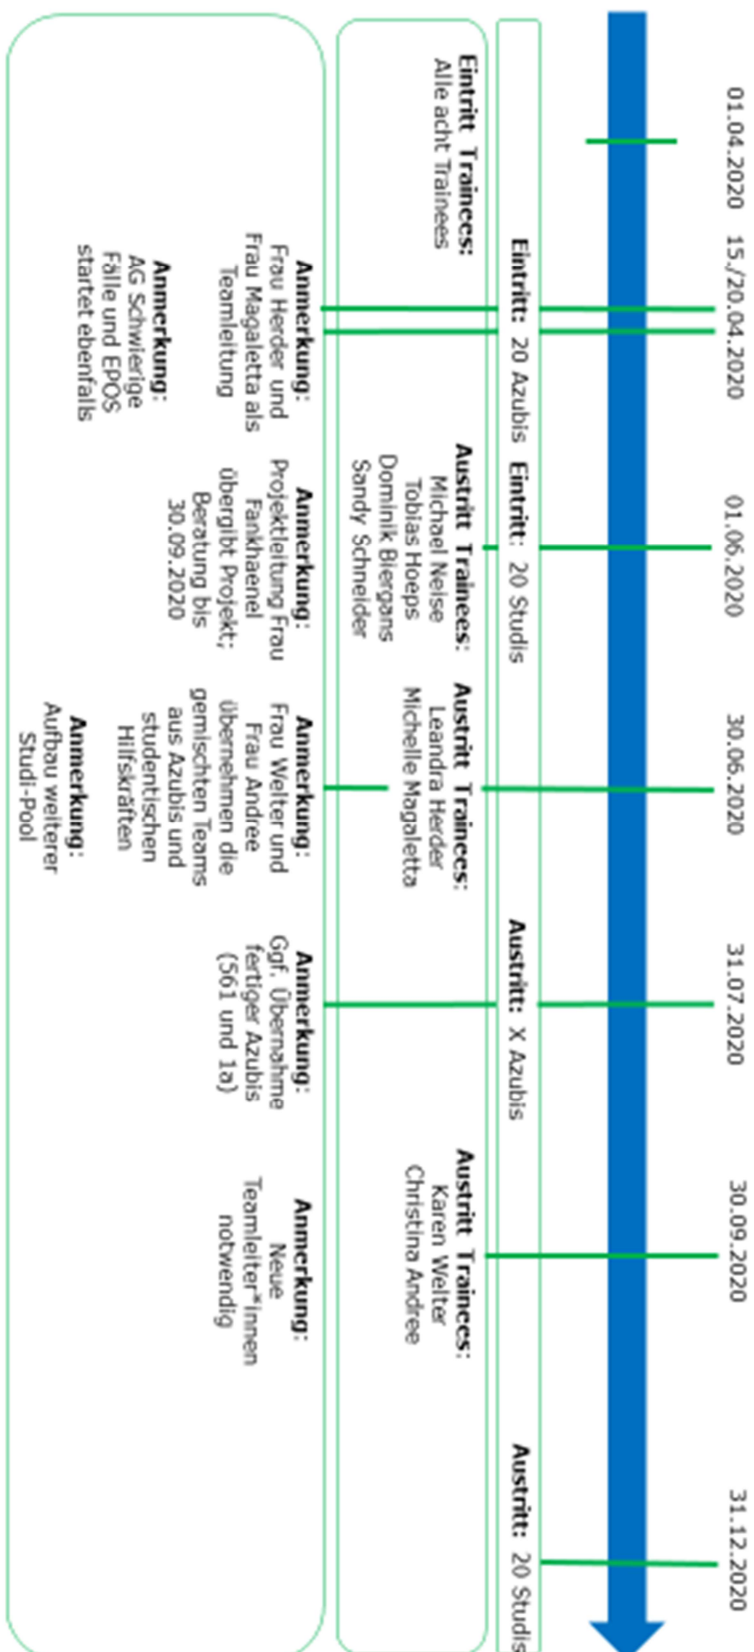 01.04.2020
15./20.04.2020
01.06.2020
30.06.2020
31.07.2020
30.09.2020
31.12.2020
Eintritt: 20 Azubis
Eintritt: 20 Studis
Austritt: X Azubis
Austritt: 20 Studis
Eintritt Trainees:
Alle acht Trainees
Austritt Trainees:
Michael Neise
Tobias Hoeps
Dominik Biergans
Sandy Schneider
Austritt Trainees:
Leandra Herder
Michelle Magaletta
Austritt Trainees:
Karen Welter
Christina Andree
Anmerkung:
Frau Herder und
Frau Magaletta als
Teamleitung
Anmerkung:
AG Schwierige
Fälle und EPOS
startet ebenfalls
Anmerkung:
Projektleitung Frau
Fankhaenel
übergibt Projekt;
Beratung bis
30.09.2020
Anmerkung:
Frau Welter und
Frau Andree
übernehmen die
gemischten Teams
aus Azubis und
studentischen
Hilfskräften
Anmerkung:
Aufbau weiterer
Studi-Pool
Anmerkung:
Ggf. Übernahme
fertiger Azubis
(561 und 1a)
Anmerkung:
Neue
Teamleiter*innen
notwendig